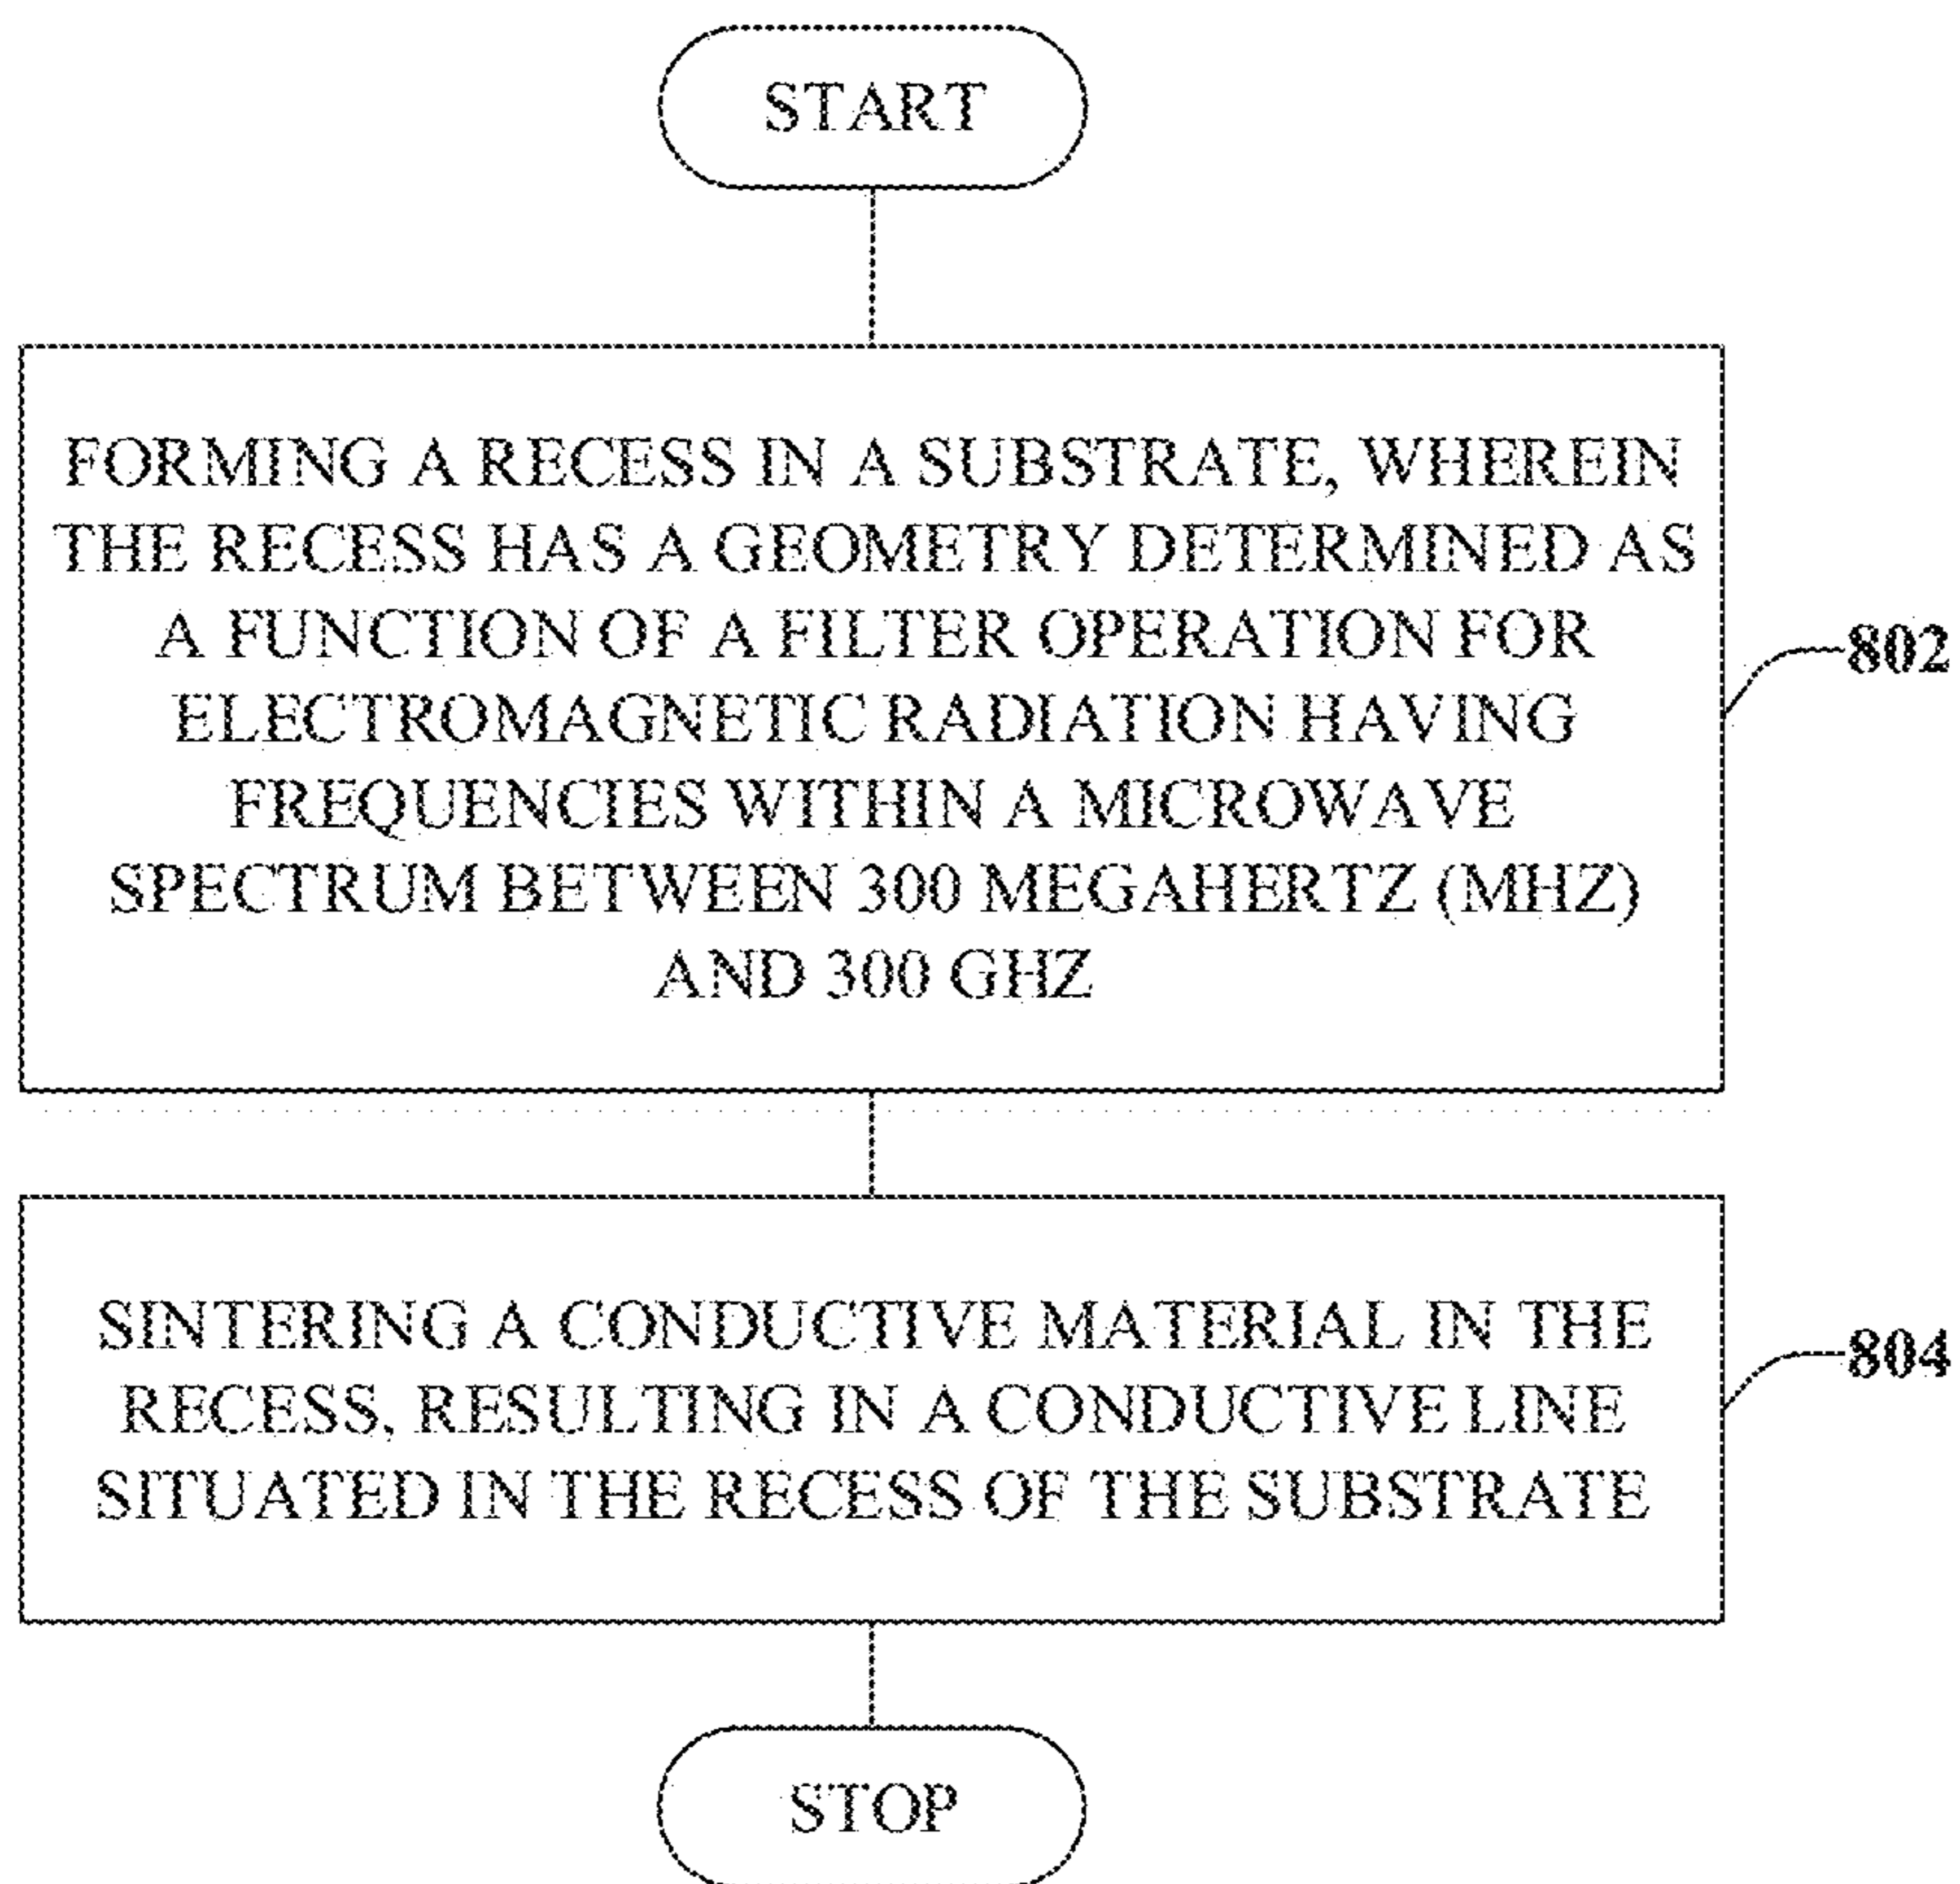 START
FORMING A RECESS IN A SUBSTRATE, WHEREIN
THE RECESS HAS A GEOMETRY DETERMINED AS
A FUNCTION OF A FILTER OPERATION FOR
ELECTROMAGNETIC RADIATION HAVING
FREQUENCIES WITHIN A MICROWAVE
SPECTRUM BETWEEN 300 MEGAHERTZ (MHZ)
AND 300 GHZ
802
SINTERING A CONDUCTIVE MATERIAL IN THE
RECESS, RESULTING IN A CONDUCTIVE LINE
SITUATED IN THE RECESS OF THE SUBSTRATE
804
STOP